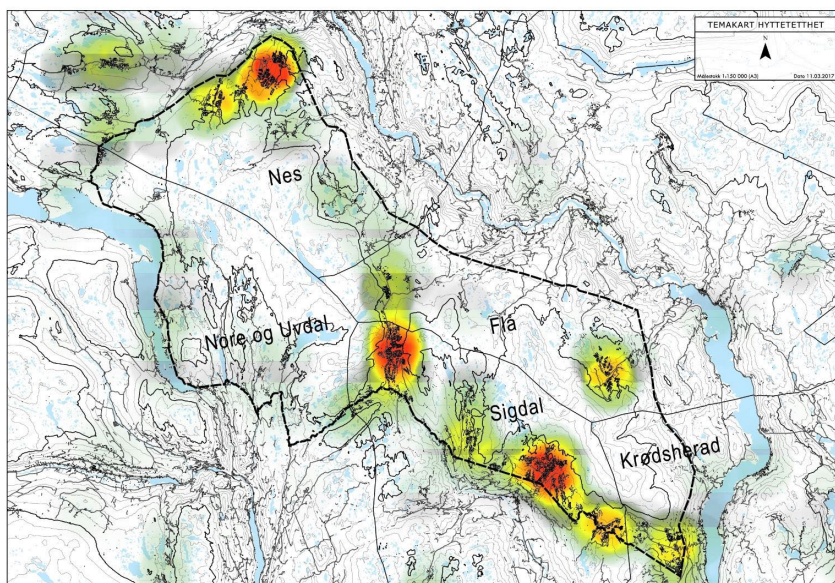 TEMAKART HYTTETETTHET
N
Målestokk 1:150 000 (A3) Dato 11.03.2017
Nes
Nore og Uvdal
Flå
Sigdal
Krødsherad